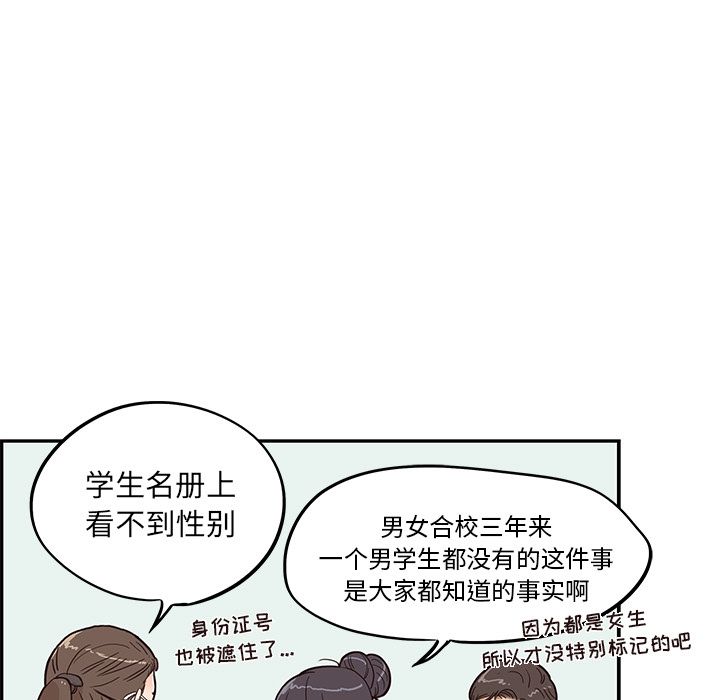 学生名册上
看不到性别
男女合校三年来
一个男学生都没有的这件事
是大家都知道的事实啊
身份证号
也被遮住了...
因为都是女生
所以才没特别标记的吧